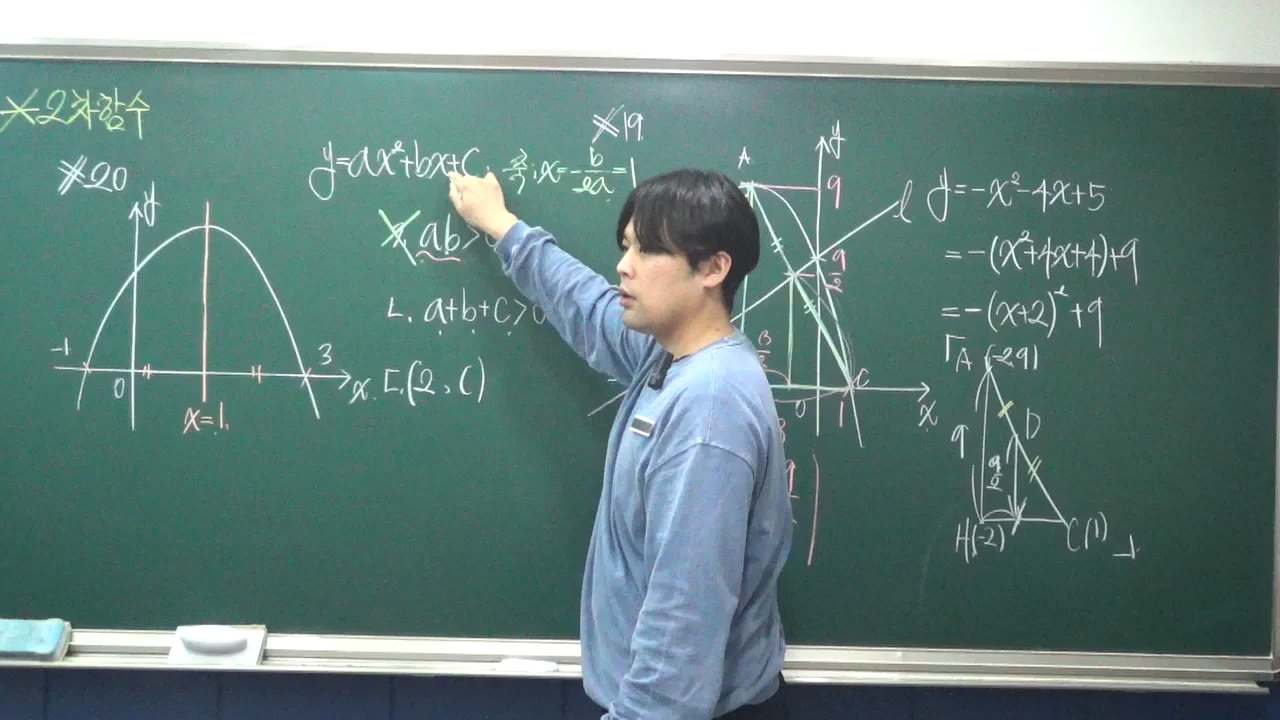 ※2차함수
※20
y
-1
0
3
x
x=1.
y=ax²+bx+c, 축; x=-b/2a=1
ㄱ. ab>0
ㄴ. a+b+c>0
ㄷ. (2, c)
※19
A
y
9
l
9/2
C
0
1
x
y=-x²-4x+5
=-(x²+4x+4)+9
=-(x+2)²+9
A(-2 9)
D
9
9/2
H(-2)
C(1)